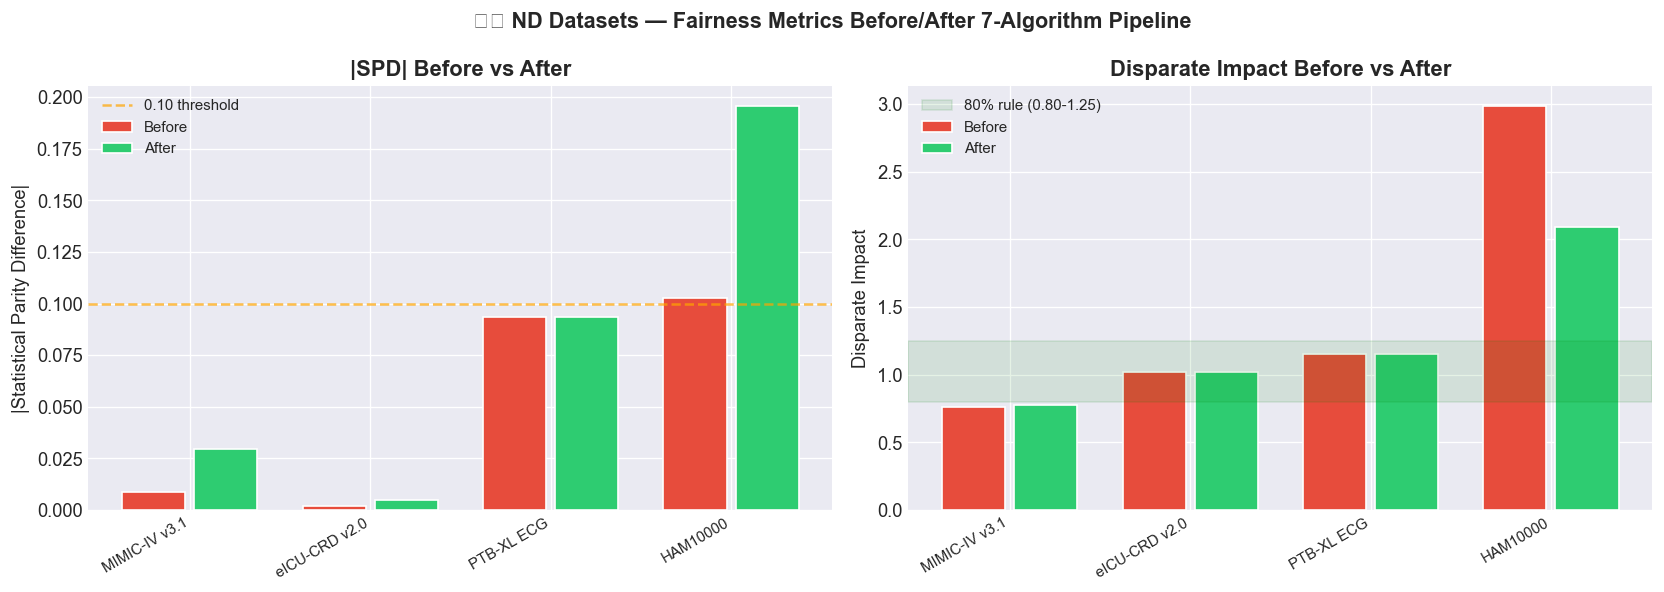 ND Datasets — Fairness Metrics Before/After 7-Algorithm Pipeline
|SPD| Before vs After
0.10 threshold
Before
After
|Statistical Parity Difference|
0.200
0.175
0.150
0.125
0.100
0.075
0.050
0.025
0.000
MIMIC-IV v3.1
eICU-CRD v2.0
PTB-XL ECG
HAM10000
Disparate Impact Before vs After
80% rule (0.80-1.25)
Before
After
Disparate Impact
3.0
2.5
2.0
1.5
1.0
0.5
0.0
MIMIC-IV v3.1
eICU-CRD v2.0
PTB-XL ECG
HAM10000